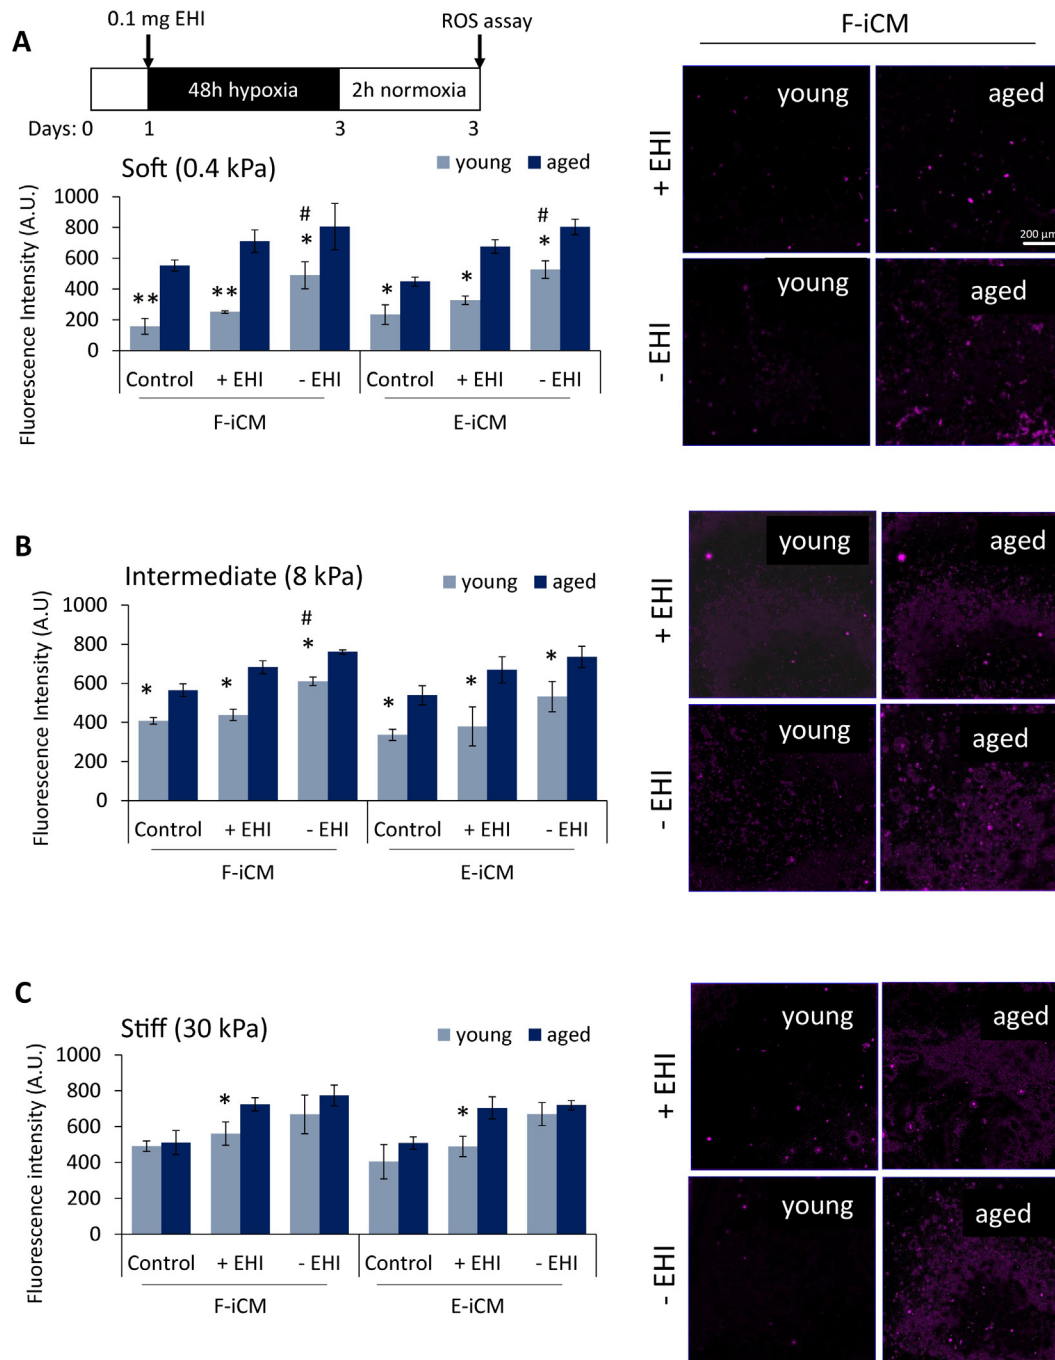 A
0.1 mg EHI
ROS assay
48h hypoxia
2h normoxia
Days: 0
1
3
3
Soft (0.4 kPa)
young
aged
Fluorescence Intensity (A.U.)
1000
800
600
400
200
0
**
**
#
*
*
*
#
*
Control
+ EHI
- EHI
Control
+ EHI
- EHI
F-iCM
E-iCM
F-iCM
+ EHI
young
aged
200 µm
- EHI
young
aged
B
Intermediate (8 kPa)
young
aged
Fluorescence Intensity (A.U)
1000
800
600
400
200
0
*
*
#
*
*
*
*
Control
+ EHI
- EHI
Control
+ EHI
- EHI
F-iCM
E-iCM
+ EHI
young
aged
- EHI
young
aged
C
Stiff (30 kPa)
young
aged
Fluorescence intensity (A.U.)
1000
800
600
400
200
0
*
*
Control
+ EHI
- EHI
Control
+ EHI
- EHI
F-iCM
E-iCM
+ EHI
young
aged
- EHI
young
aged